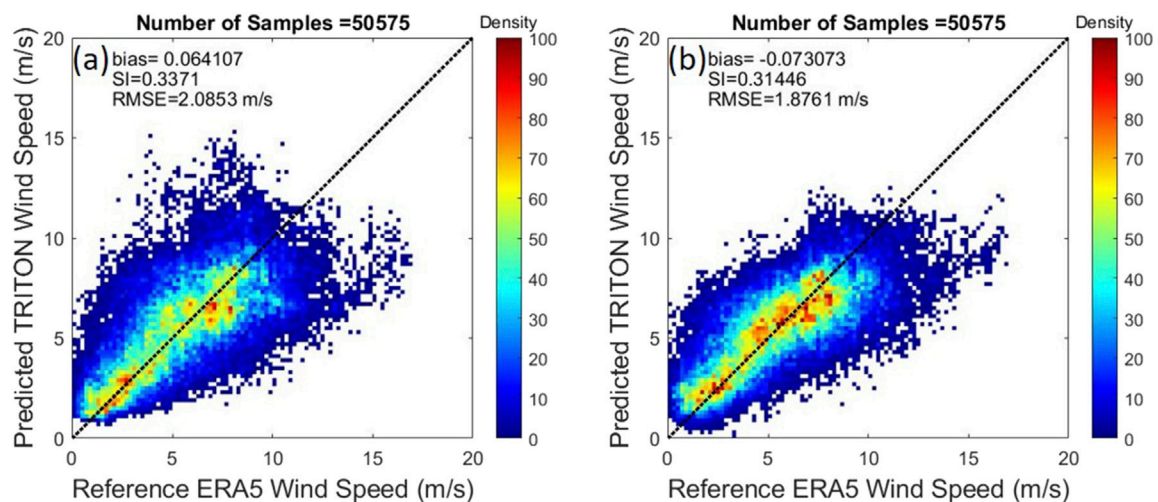 Number of Samples =50575
Density
(a)
bias= 0.064107
SI=0.3371
RMSE=2.0853 m/s
Predicted TRITON Wind Speed (m/s)
20
15
10
5
0
0 5 10 15 20
Reference ERA5 Wind Speed (m/s)
100
90
80
70
60
50
40
30
20
10
0
Number of Samples =50575
Density
(b)
bias= -0.073073
SI=0.31446
RMSE=1.8761 m/s
Predicted TRITON Wind Speed (m/s)
20
15
10
5
0
0 5 10 15 20
Reference ERA5 Wind Speed (m/s)
100
90
80
70
60
50
40
30
20
10
0